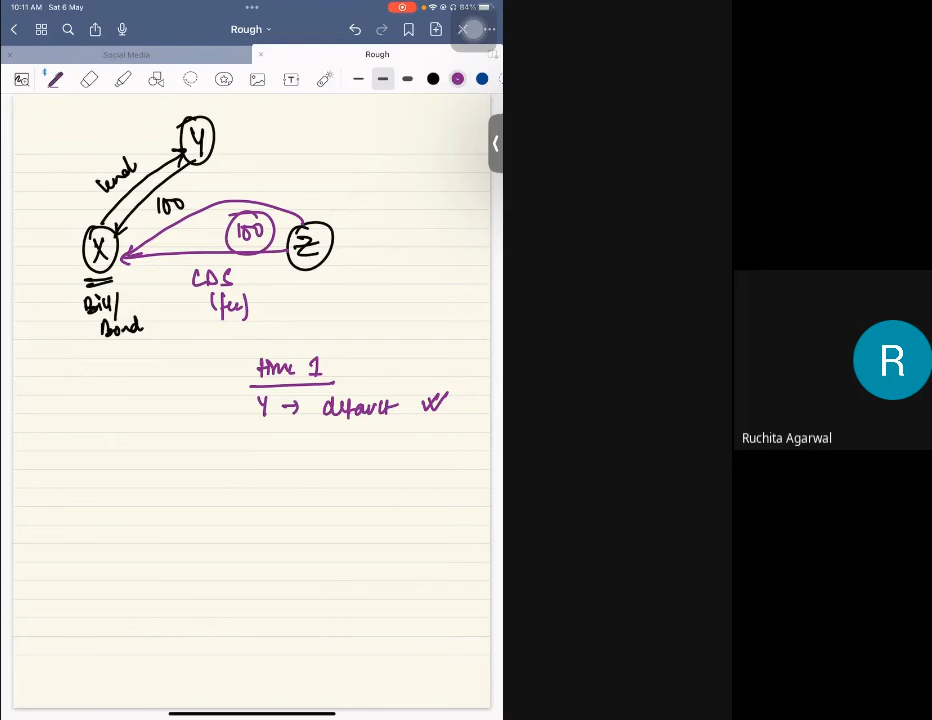 10:11 AM Sat 6 May
84%
Rough
Social Media
Rough
T
Y
lend
100
100
X
Z
CDS
(fee)
Bill/
Bond
time 1
Y → default
R
Ruchita Agarwal